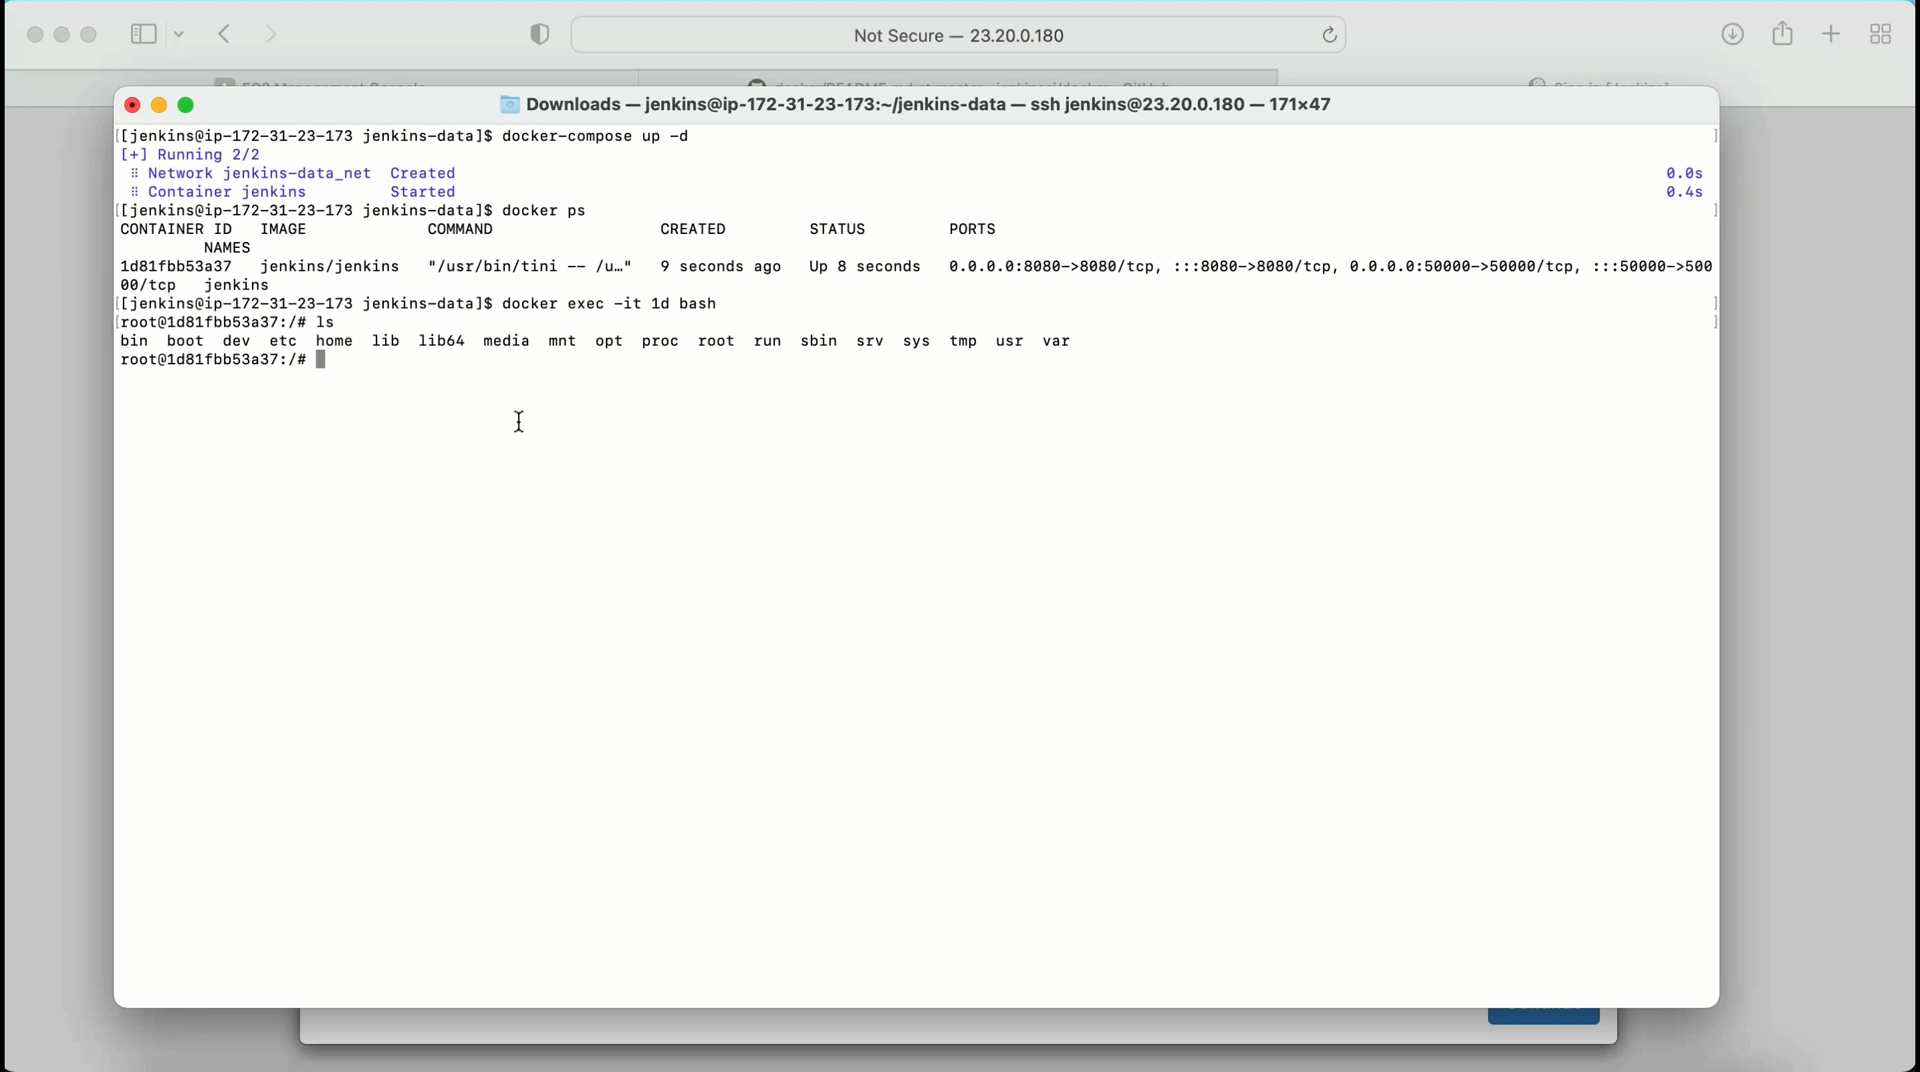 Not Secure — 23.20.0.180
Downloads — jenkins@ip-172-31-23-173:~/jenkins-data — ssh jenkins@23.20.0.180 — 171×47
[[jenkins@ip-172-31-23-173 jenkins-data]$ docker-compose up -d ]
[+] Running 2/2
⠿ Network jenkins-data_net  Created 0.0s
⠿ Container jenkins         Started 0.4s
[[jenkins@ip-172-31-23-173 jenkins-data]$ docker ps ]
CONTAINER ID   IMAGE             COMMAND                  CREATED         STATUS         PORTS
         NAMES
1d81fbb53a37   jenkins/jenkins   "/usr/bin/tini -- /u…"   9 seconds ago   Up 8 seconds   0.0.0.0:8080->8080/tcp, :::8080->8080/tcp, 0.0.0.0:50000->50000/tcp, :::50000->500
00/tcp   jenkins
[[jenkins@ip-172-31-23-173 jenkins-data]$ docker exec -it 1d bash ]
[root@1d81fbb53a37:/# ls ]
bin  boot  dev  etc  home  lib  lib64  media  mnt  opt  proc  root  run  sbin  srv  sys  tmp  usr  var
root@1d81fbb53a37:/#